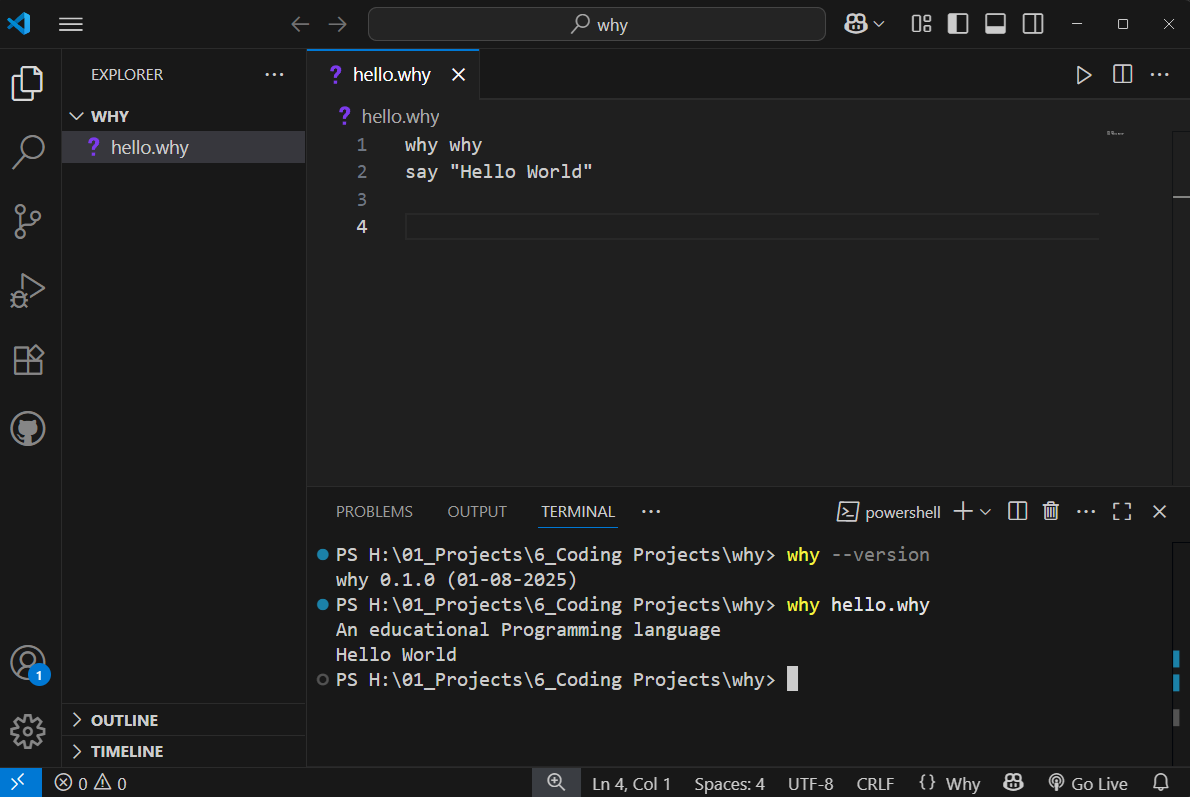 why
EXPLORER
WHY
hello.why
hello.why
hello.why
1 why why
2 say "Hello World"
3
4
PROBLEMS OUTPUT TERMINAL powershell
PS H:\01_Projects\6_Coding Projects\why> why --version
why 0.1.0 (01-08-2025)
PS H:\01_Projects\6_Coding Projects\why> why hello.why
An educational Programming language
Hello World
PS H:\01_Projects\6_Coding Projects\why>
1
OUTLINE
TIMELINE
0 0 Ln 4, Col 1 Spaces: 4 UTF-8 CRLF {} Why Go Live